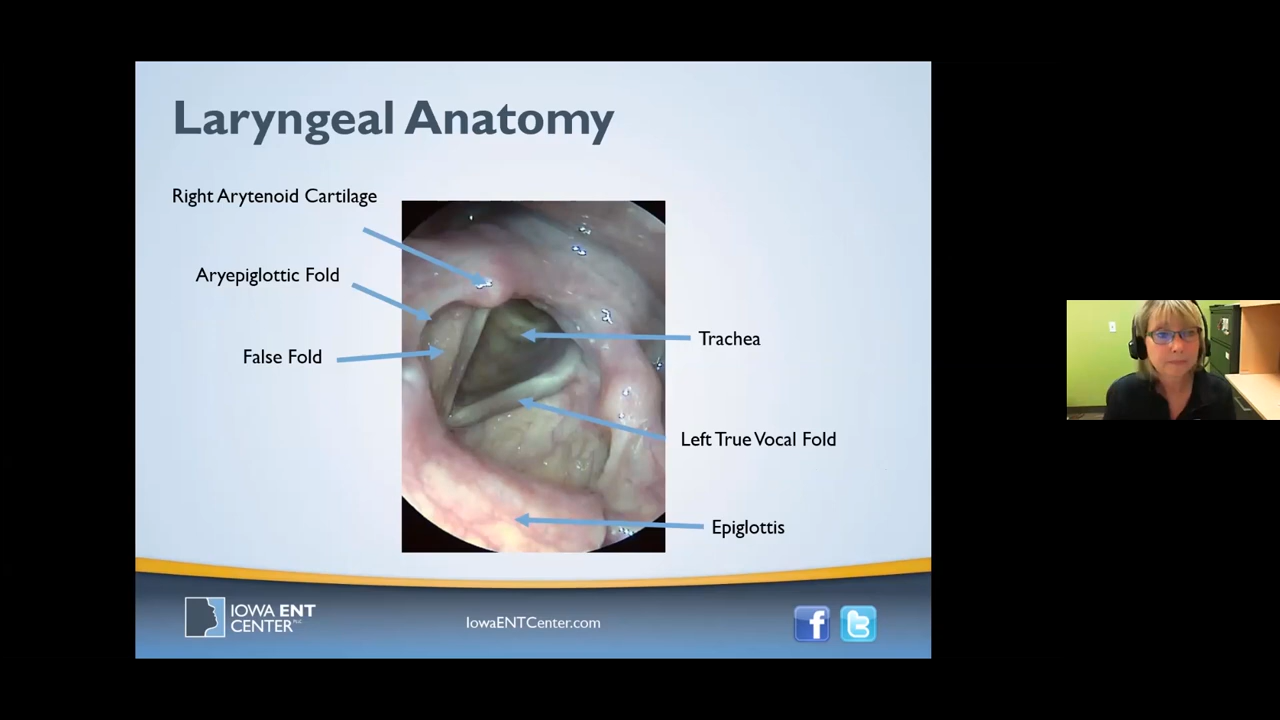 Laryngeal Anatomy
Right Arytenoid Cartilage
Aryepiglottic Fold
False Fold
Trachea
Left True Vocal Fold
Epiglottis
IOWA ENT
CENTER PLC
IowaENTCenter.com
f
t